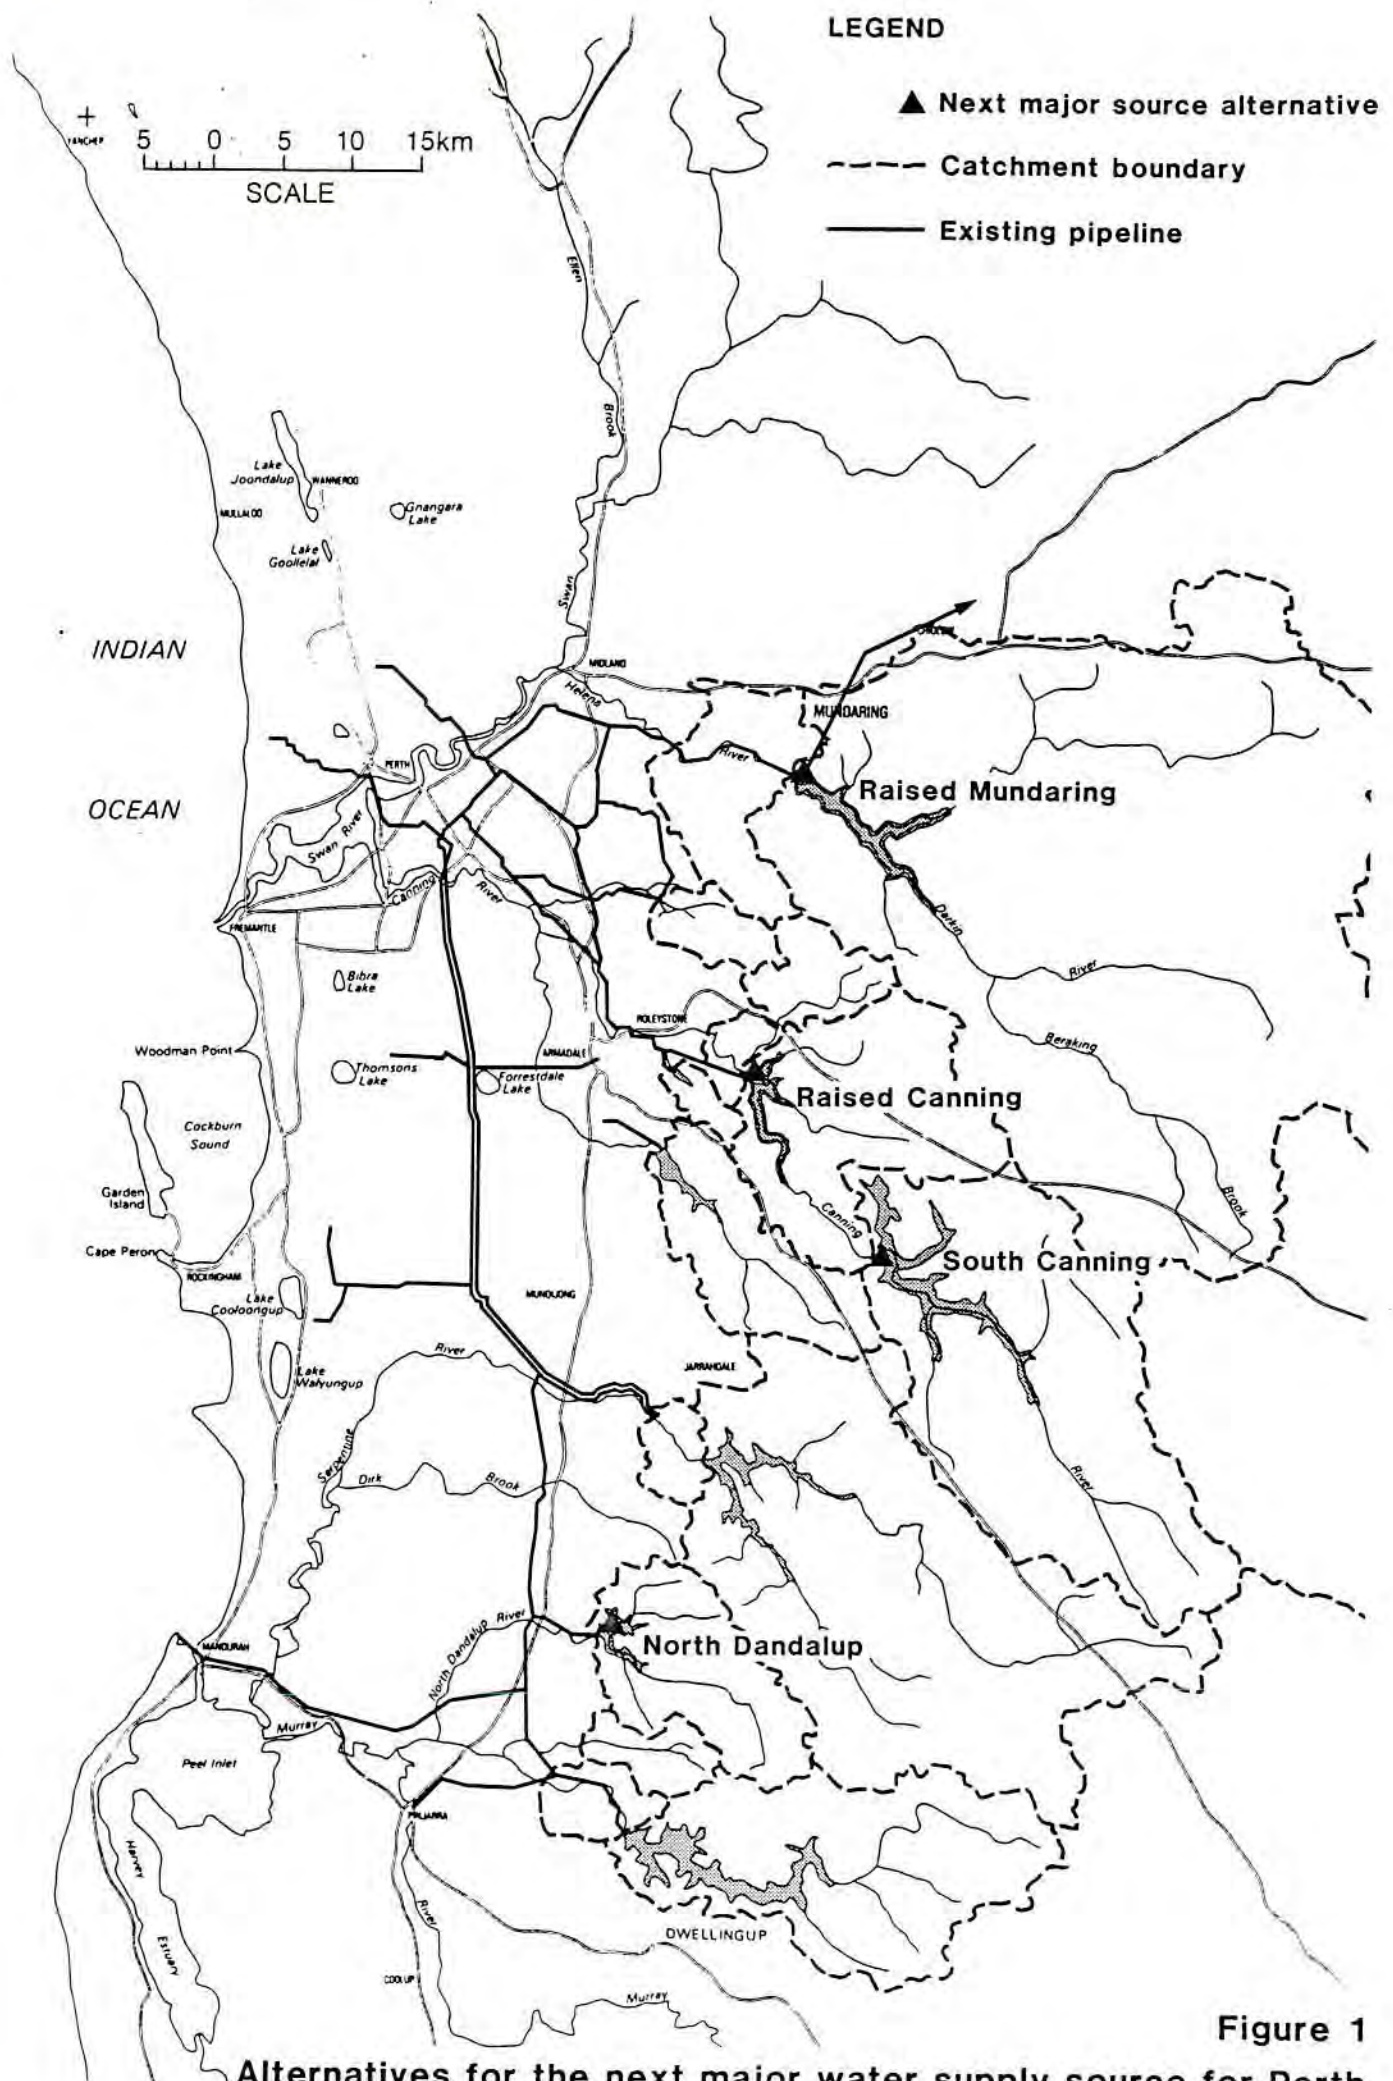 LEGEND
Next major source alternative
Catchment boundary
Existing pipeline
YANCHEP
5 0 5 10 15km
SCALE
Ellen
Brook
Lake
Joondalup
WANNEROO
MULLALOO
Gnangara
Lake
Lake
Goollelal
Swan
INDIAN
OCEAN
MIDLAND
Helena
River
MUNDARING
PERTH
Raised Mundaring
Swan River
Canning
River
FREMANTLE
Darkin
River
Bibra
Lake
ROLEYSTONE
Woodman Point
ARMADALE
Beraking
Brook
Thomsons
Lake
Forrestdale
Lake
Raised Canning
Cockburn
Sound
Garden
Island
Canning
River
Cape Peron
ROCKINGHAM
South Canning
Lake
Cooloongup
MUNDIJONG
River
JARRAHDALE
Lake
Walyungup
Serpentine
Dirk
Brook
North Dandalup River
North Dandalup
MANDURAH
Murray
Peel Inlet
PINJARRA
Harvey
Estuary
River
DWELLINGUP
COOLUP
Murray
Figure 1
Alternatives for the next major water supply source for Perth